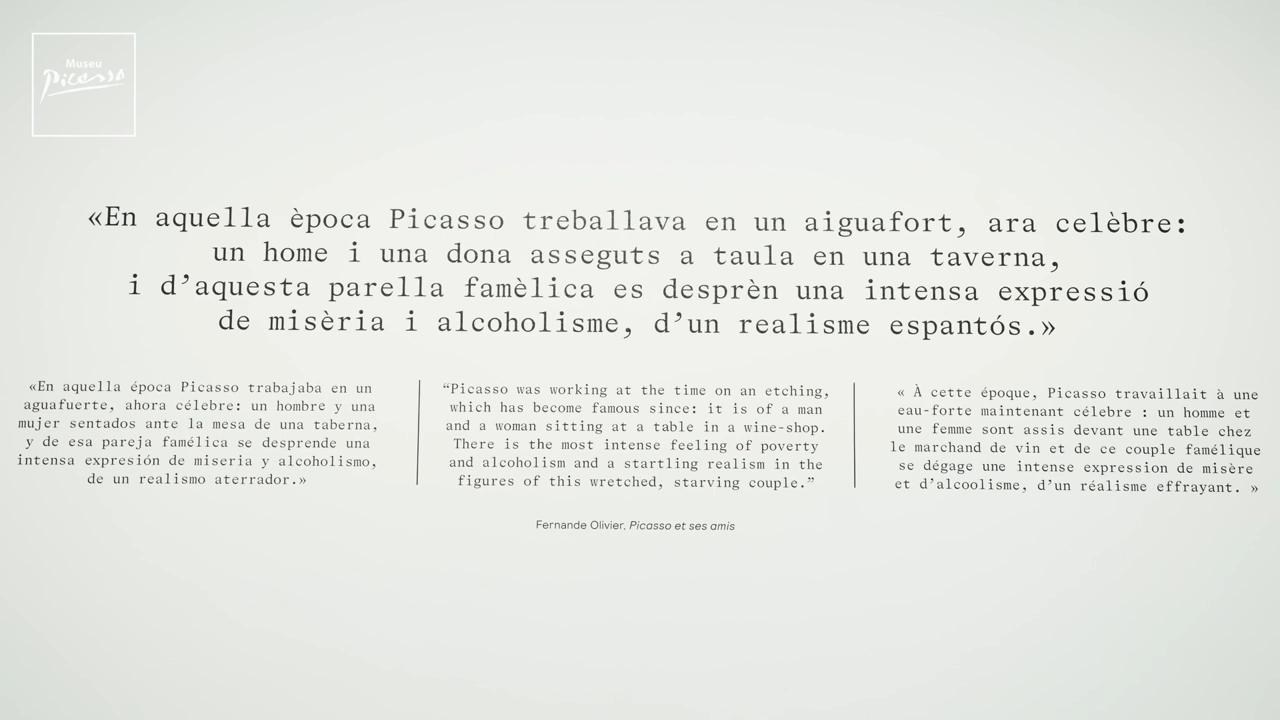 Museu
Picasso
«En aquella època Picasso treballava en un aiguafort, ara celèbre:
un home i una dona asseguts a taula en una taverna,
i d’aquesta parella famèlica es desprèn una intensa expressió
de misèria i alcoholisme, d’un realisme espantós.»
«En aquella época Picasso trabajaba en un
aguafuerte, ahora célebre: un hombre y una
mujer sentados ante la mesa de una taberna,
y de esa pareja famélica se desprende una
intensa expresión de miseria y alcoholismo,
de un realismo aterrador.»
“Picasso was working at the time on an etching,
which has become famous since: it is of a man
and a woman sitting at a table in a wine-shop.
There is the most intense feeling of poverty
and alcoholism and a startling realism in the
figures of this wretched, starving couple.”
« À cette époque, Picasso travaillait à une
eau-forte maintenant célèbre : un homme et
une femme sont assis devant une table chez
le marchand de vin et de ce couple famélique
se dégage une intense expression de misère
et d’alcoolisme, d’un réalisme effrayant. »
Fernande Olivier, Picasso et ses amis